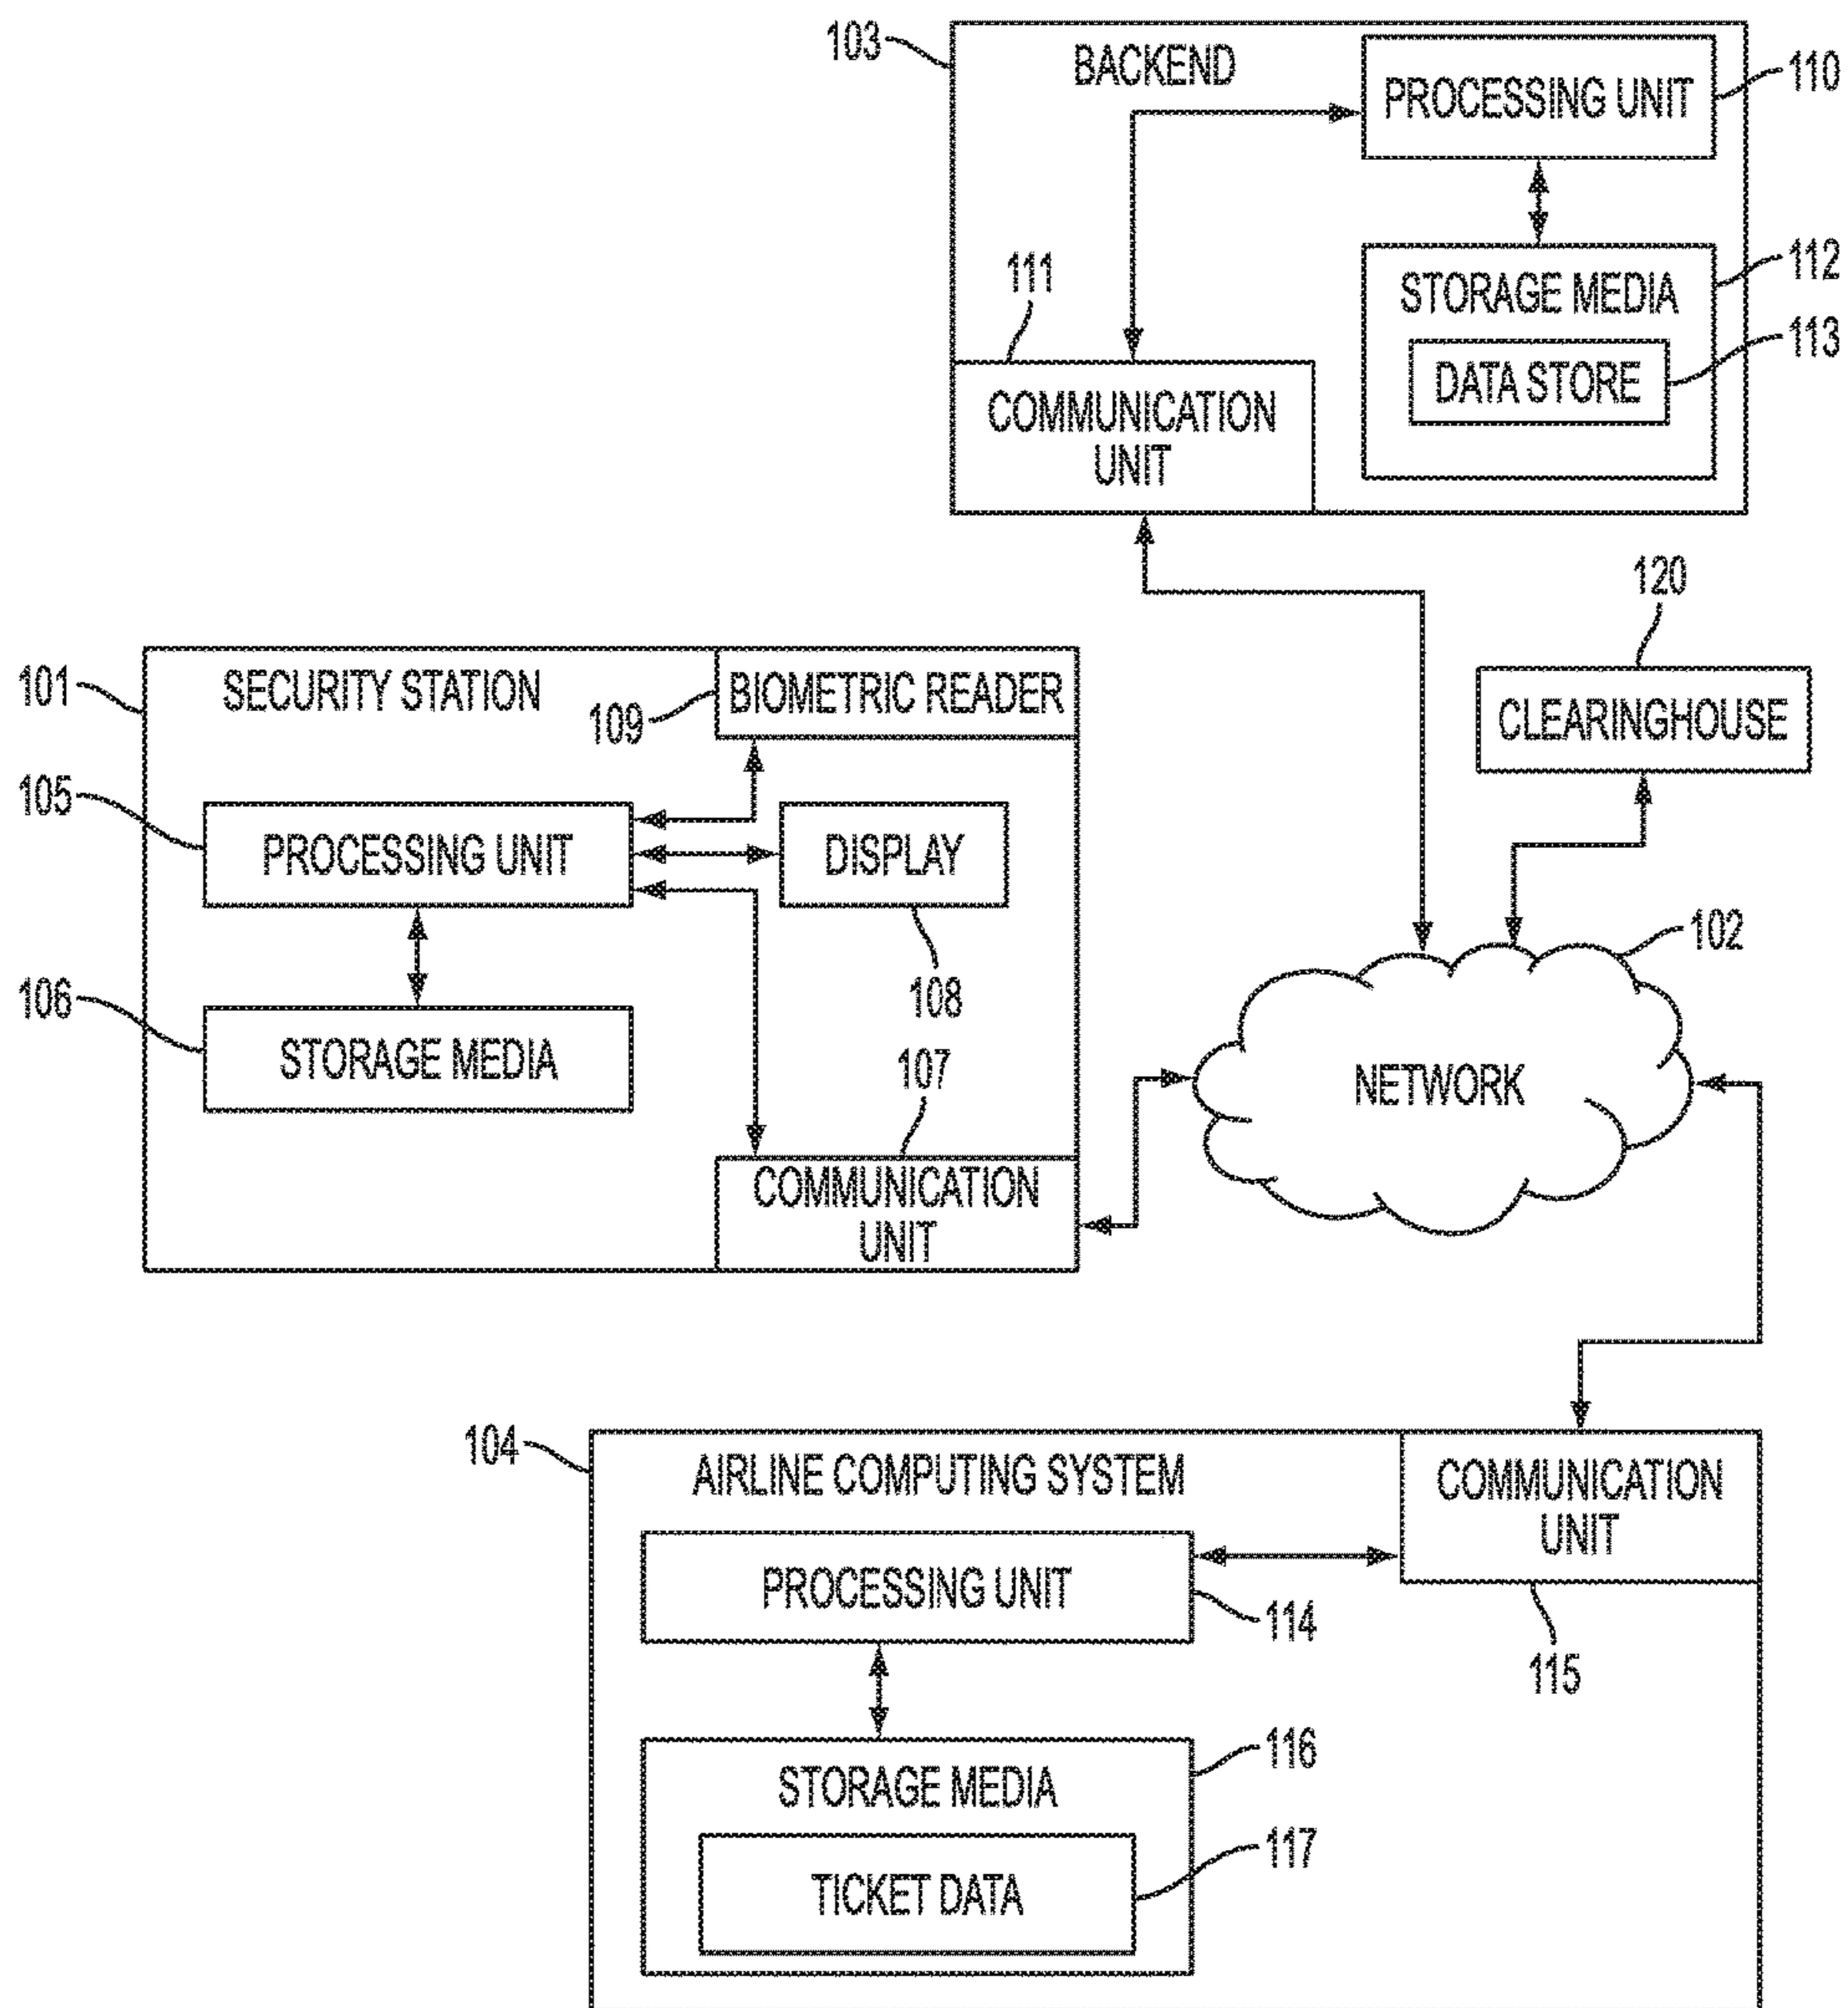 103
BACKEND
PROCESSING UNIT
110
111
STORAGE MEDIA
112
DATA STORE
113
COMMUNICATION
UNIT
120
CLEARINGHOUSE
101
SECURITY STATION
109
BIOMETRIC READER
105
PROCESSING UNIT
DISPLAY
108
106
STORAGE MEDIA
107
COMMUNICATION
UNIT
102
NETWORK
104
AIRLINE COMPUTING SYSTEM
COMMUNICATION
UNIT
115
PROCESSING UNIT
114
STORAGE MEDIA
116
TICKET DATA
117